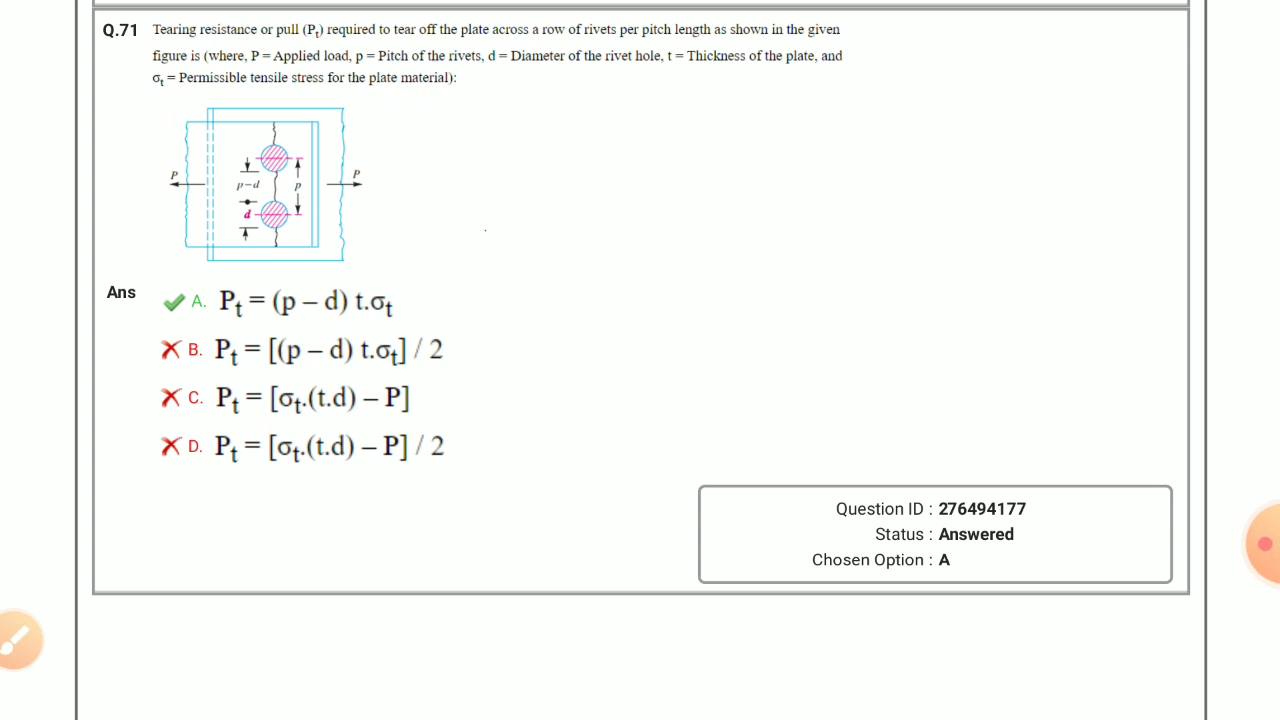 Q.71 Tearing resistance or pull (Pₜ) required to tear off the plate across a row of rivets per pitch length as shown in the given
figure is (where, P = Applied load, p = Pitch of the rivets, d = Diameter of the rivet hole, t = Thickness of the plate, and
σₜ = Permissible tensile stress for the plate material):
P
p–d
p
d
P
Ans
A. Pₜ = (p – d) t.σₜ
B. Pₜ = [(p – d) t.σₜ] / 2
C. Pₜ = [σₜ.(t.d) – P]
D. Pₜ = [σₜ.(t.d) – P] / 2
Question ID : 276494177
Status : Answered
Chosen Option : A